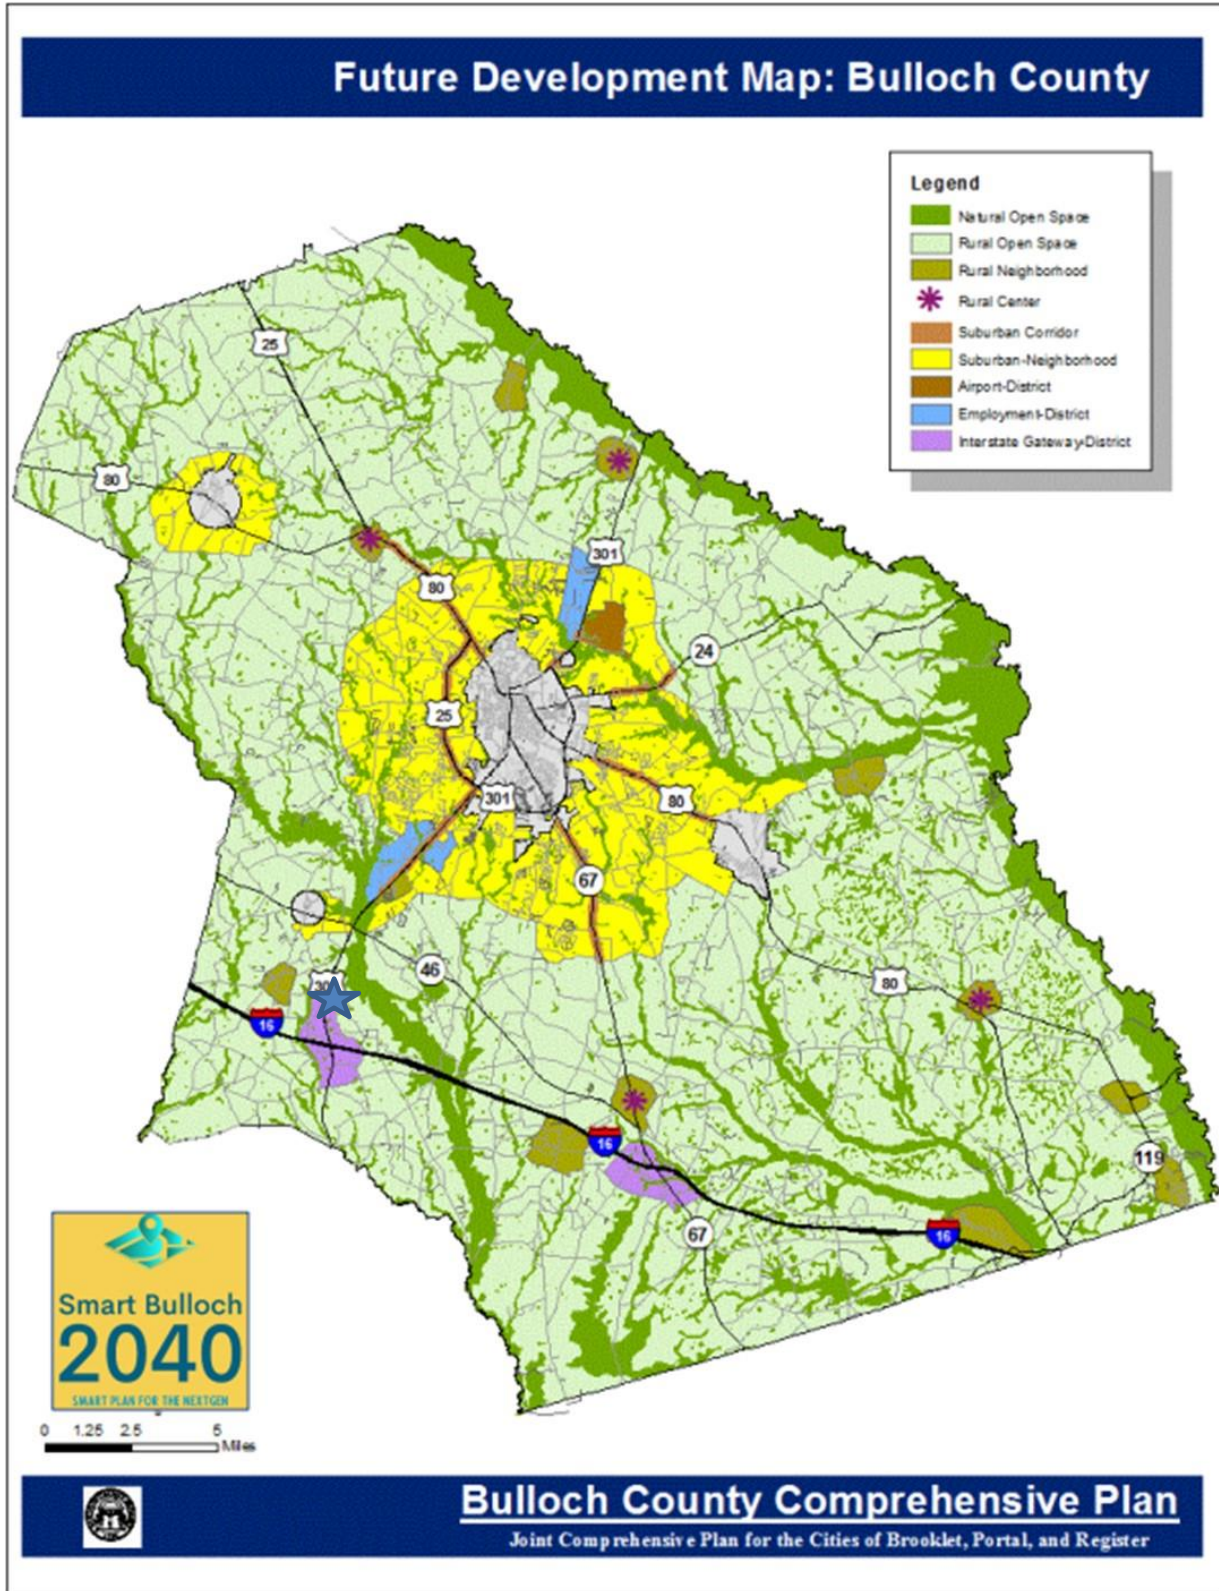 Future Development Map: Bulloch County
Legend
Natural Open Space
Rural Open Space
Rural Neighborhood
Rural Center
Suburban Corridor
Suburban-Neighborhood
Airport-District
Employment-District
Interstate Gateway-District
25
80
301
80
24
25
301
80
67
46
80
16
16
119
67
16
Smart Bulloch
2040
SMART PLAN FOR THE NEXTGEN
0 1.25 2.5 5
Miles
Bulloch County Comprehensive Plan
Joint Comprehensive Plan for the Cities of Brooklet, Portal, and Register